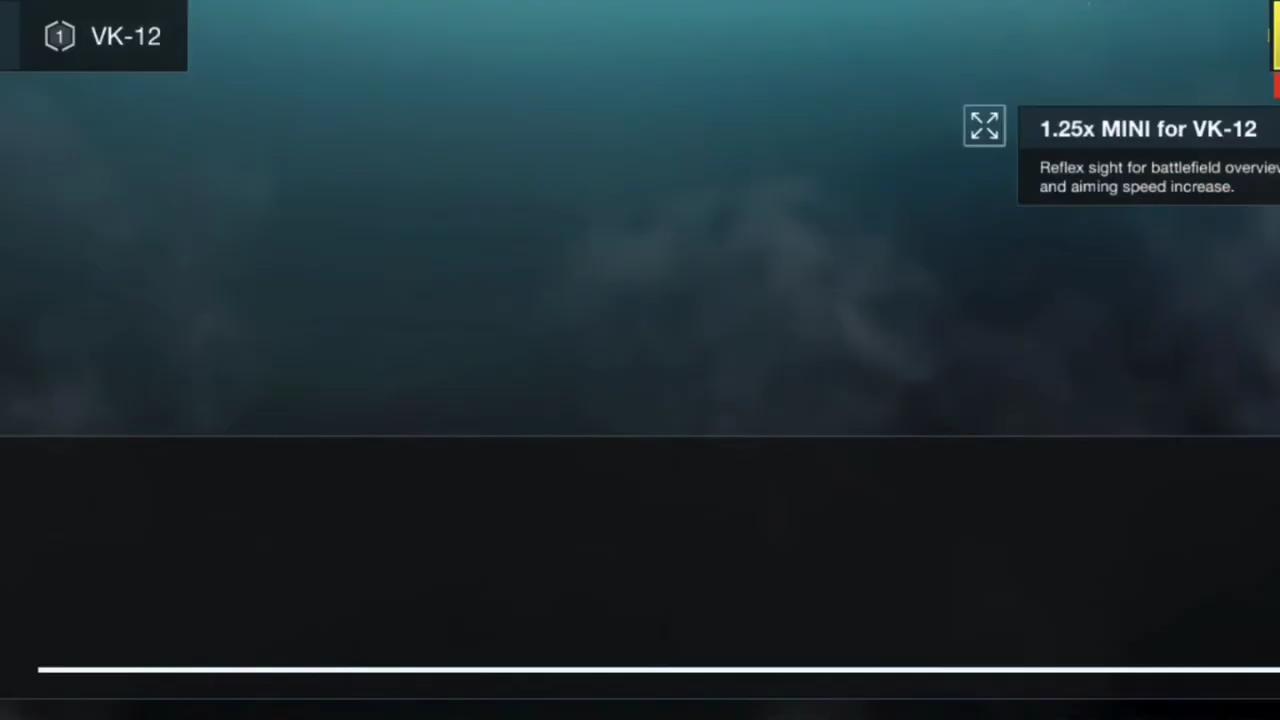 1 VK-12
1.25x MINI for VK-12
Reflex sight for battlefield overview
and aiming speed increase.